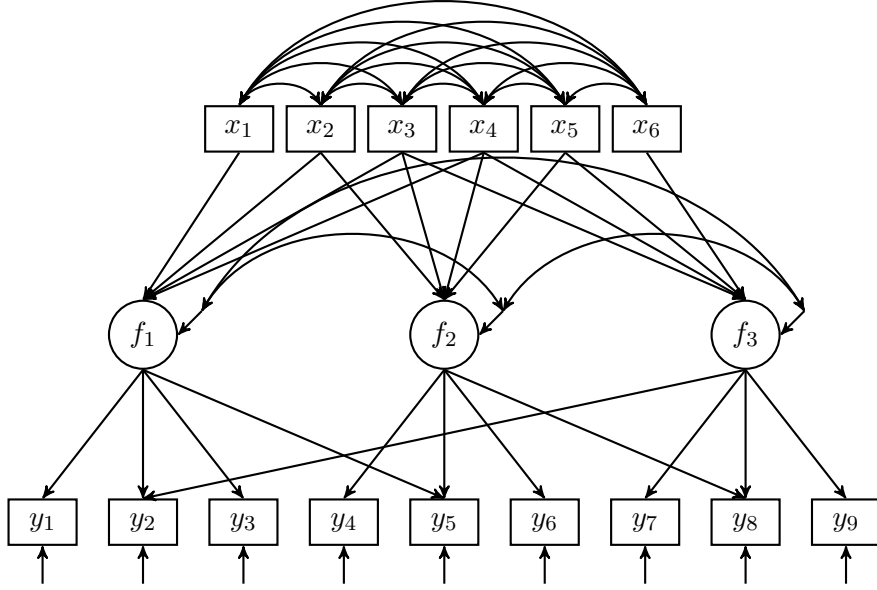 x₁ x₂ x₃ x₄ x₅ x₆
f₁ f₂ f₃
y₁ y₂ y₃ y₄ y₅ y₆ y₇ y₈ y₉